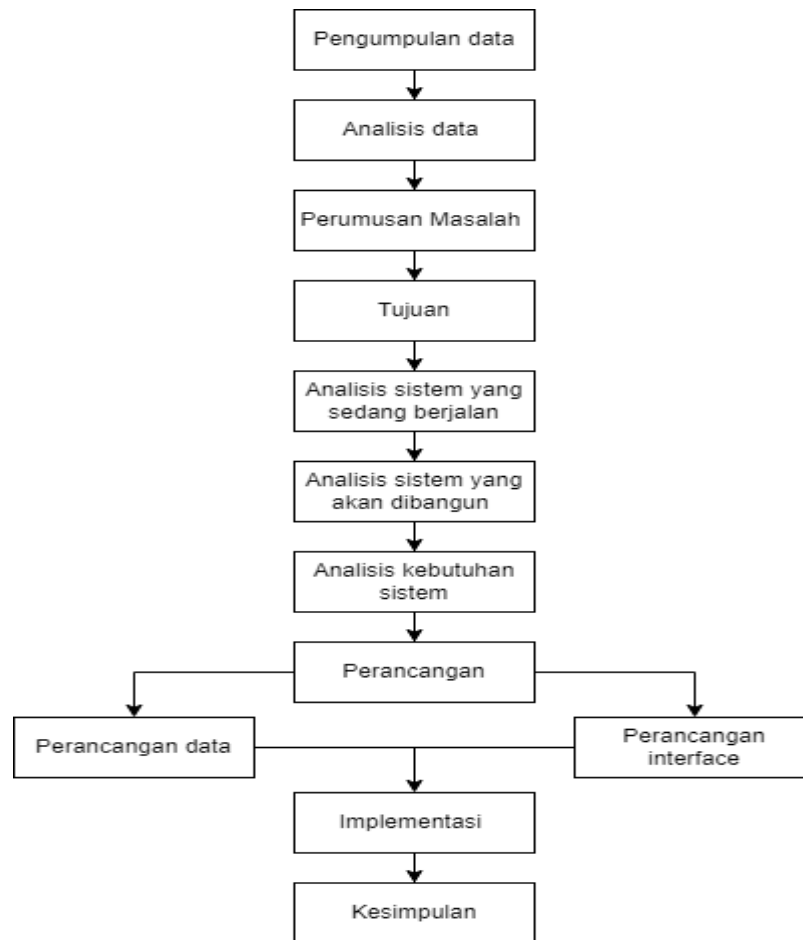 Pengumpulan data
Analisis data
Perumusan Masalah
Tujuan
Analisis sistem yang
sedang berjalan
Analisis sistem yang
akan dibangun
Analisis kebutuhan
sistem
Perancangan
Perancangan data
Perancangan
interface
Implementasi
Kesimpulan